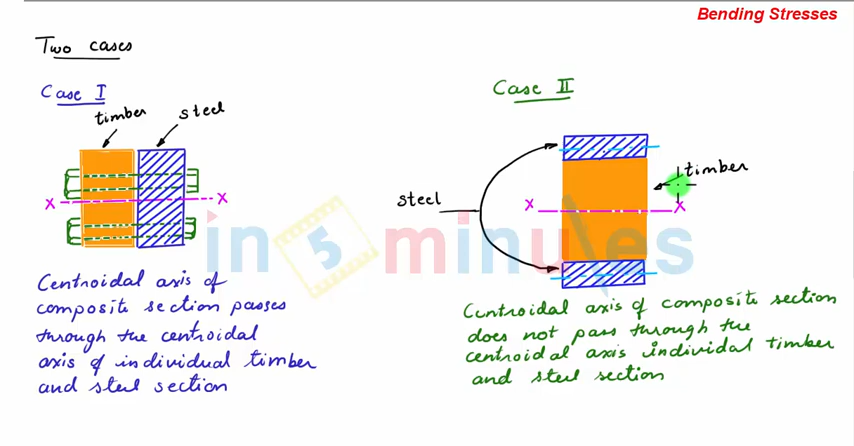 Bending Stresses
Two cases
Case I
timber
steel
X
X
Centroidal axis of
composite section passes
through the centroidal
axis of individual timber
and steel section
Case II
timber
steel
X
X
Centroidal axis of composite section
does not pass through the
centroidal axis individal timber
and steel section
in 5 minutes